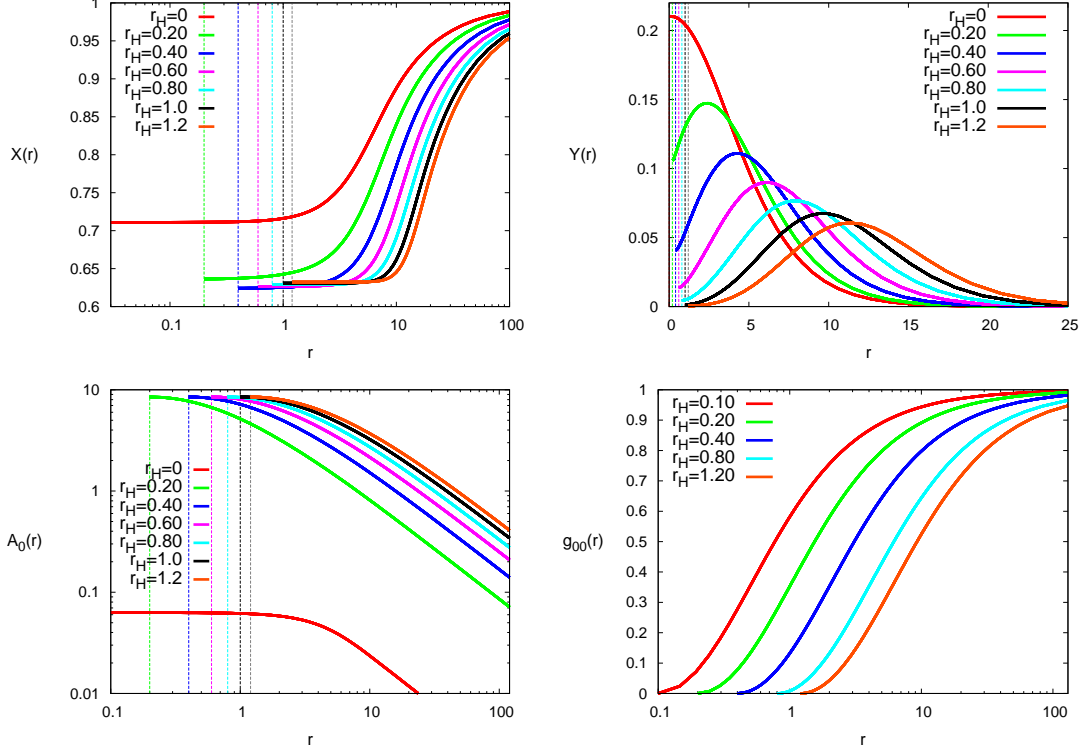 X(r)
1
0.95
0.9
0.85
0.8
0.75
0.7
0.65
0.6
r_H=0
r_H=0.20
r_H=0.40
r_H=0.60
r_H=0.80
r_H=1.0
r_H=1.2
0.1 1 10 100
r
Y(r)
0.2
0.15
0.1
0.05
0
r_H=0
r_H=0.20
r_H=0.40
r_H=0.60
r_H=0.80
r_H=1.0
r_H=1.2
0 5 10 15 20 25
r
A_0(r)
10
1
0.1
0.01
r_H=0
r_H=0.20
r_H=0.40
r_H=0.60
r_H=0.80
r_H=1.0
r_H=1.2
0.1 1 10 100
r
g_00(r)
1
0.9
0.8
0.7
0.6
0.5
0.4
0.3
0.2
0.1
0
r_H=0.10
r_H=0.20
r_H=0.40
r_H=0.80
r_H=1.20
0.1 1 10 100
r